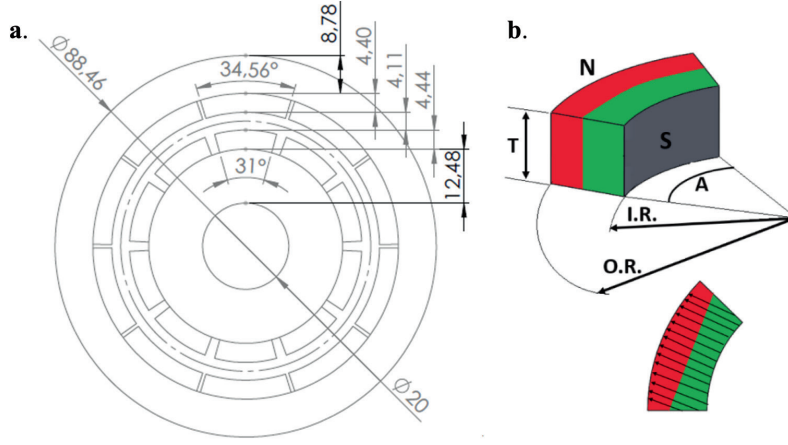 a.
Ø88,46
34,56°
8,78
4,40
4,11
4,44
12,48
31°
Ø20
b.
N
T
S
A
I.R.
O.R.